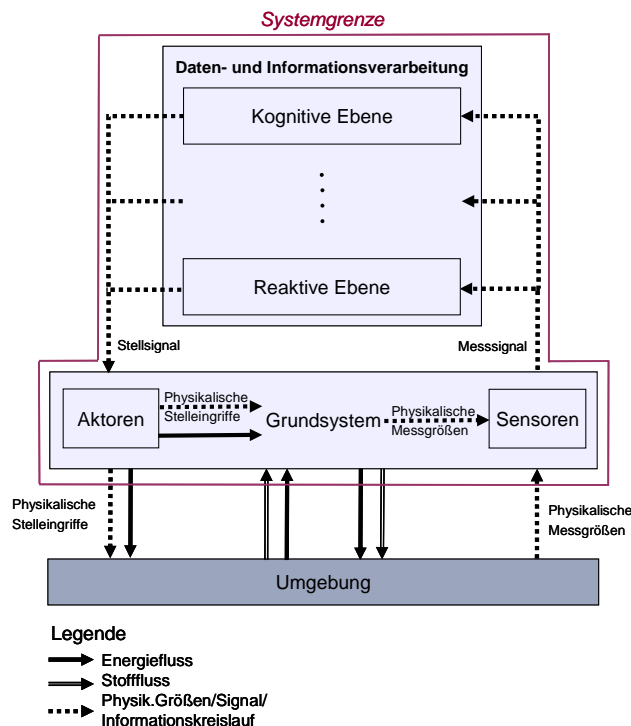 Systemgrenze
Daten- und Informationsverarbeitung
Kognitive Ebene
Reaktive Ebene
Stellsignal
Messsignal
Aktoren
Physikalische
Stelleingriffe
Grundsystem
Physikalische
Messgrößen
Sensoren
Physikalische
Stelleingriffe
Physikalische
Messgrößen
Umgebung
Legende
Energiefluss
Stofffluss
Physik.Größen/Signal/
Informationskreislauf